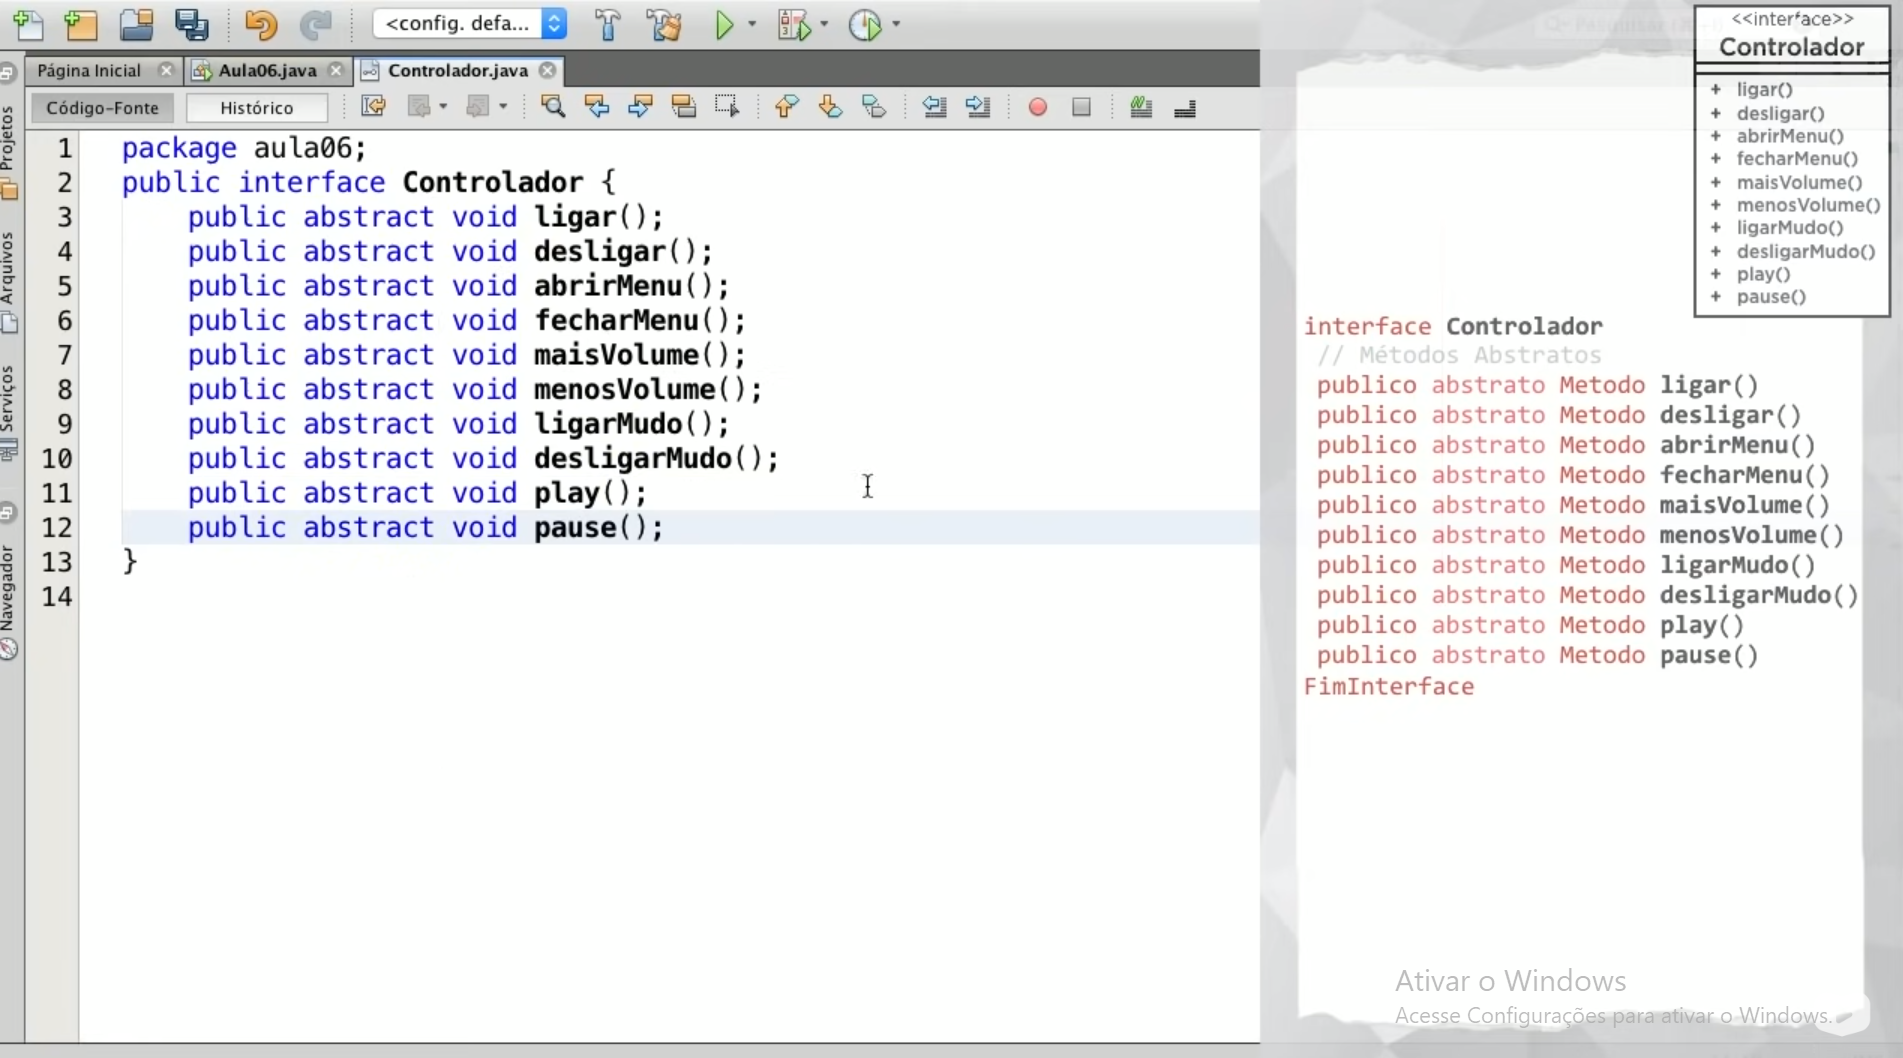 <config. defa...
Página Inicial
Aula06.java
Controlador.java
Código-Fonte
Histórico
Projetos
Arquivos
Serviços
Navegador
1 package aula06;
2 public interface Controlador {
3 public abstract void ligar();
4 public abstract void desligar();
5 public abstract void abrirMenu();
6 public abstract void fecharMenu();
7 public abstract void maisVolume();
8 public abstract void menosVolume();
9 public abstract void ligarMudo();
10 public abstract void desligarMudo();
11 public abstract void play();
12 public abstract void pause();
13 }
14
<<interface>>
Controlador
+ ligar()
+ desligar()
+ abrirMenu()
+ fecharMenu()
+ maisVolume()
+ menosVolume()
+ ligarMudo()
+ desligarMudo()
+ play()
+ pause()
interface Controlador
// Métodos Abstratos
publico abstrato Metodo ligar()
publico abstrato Metodo desligar()
publico abstrato Metodo abrirMenu()
publico abstrato Metodo fecharMenu()
publico abstrato Metodo maisVolume()
publico abstrato Metodo menosVolume()
publico abstrato Metodo ligarMudo()
publico abstrato Metodo desligarMudo()
publico abstrato Metodo play()
publico abstrato Metodo pause()
FimInterface
Ativar o Windows
Acesse Configurações para ativar o Windows.